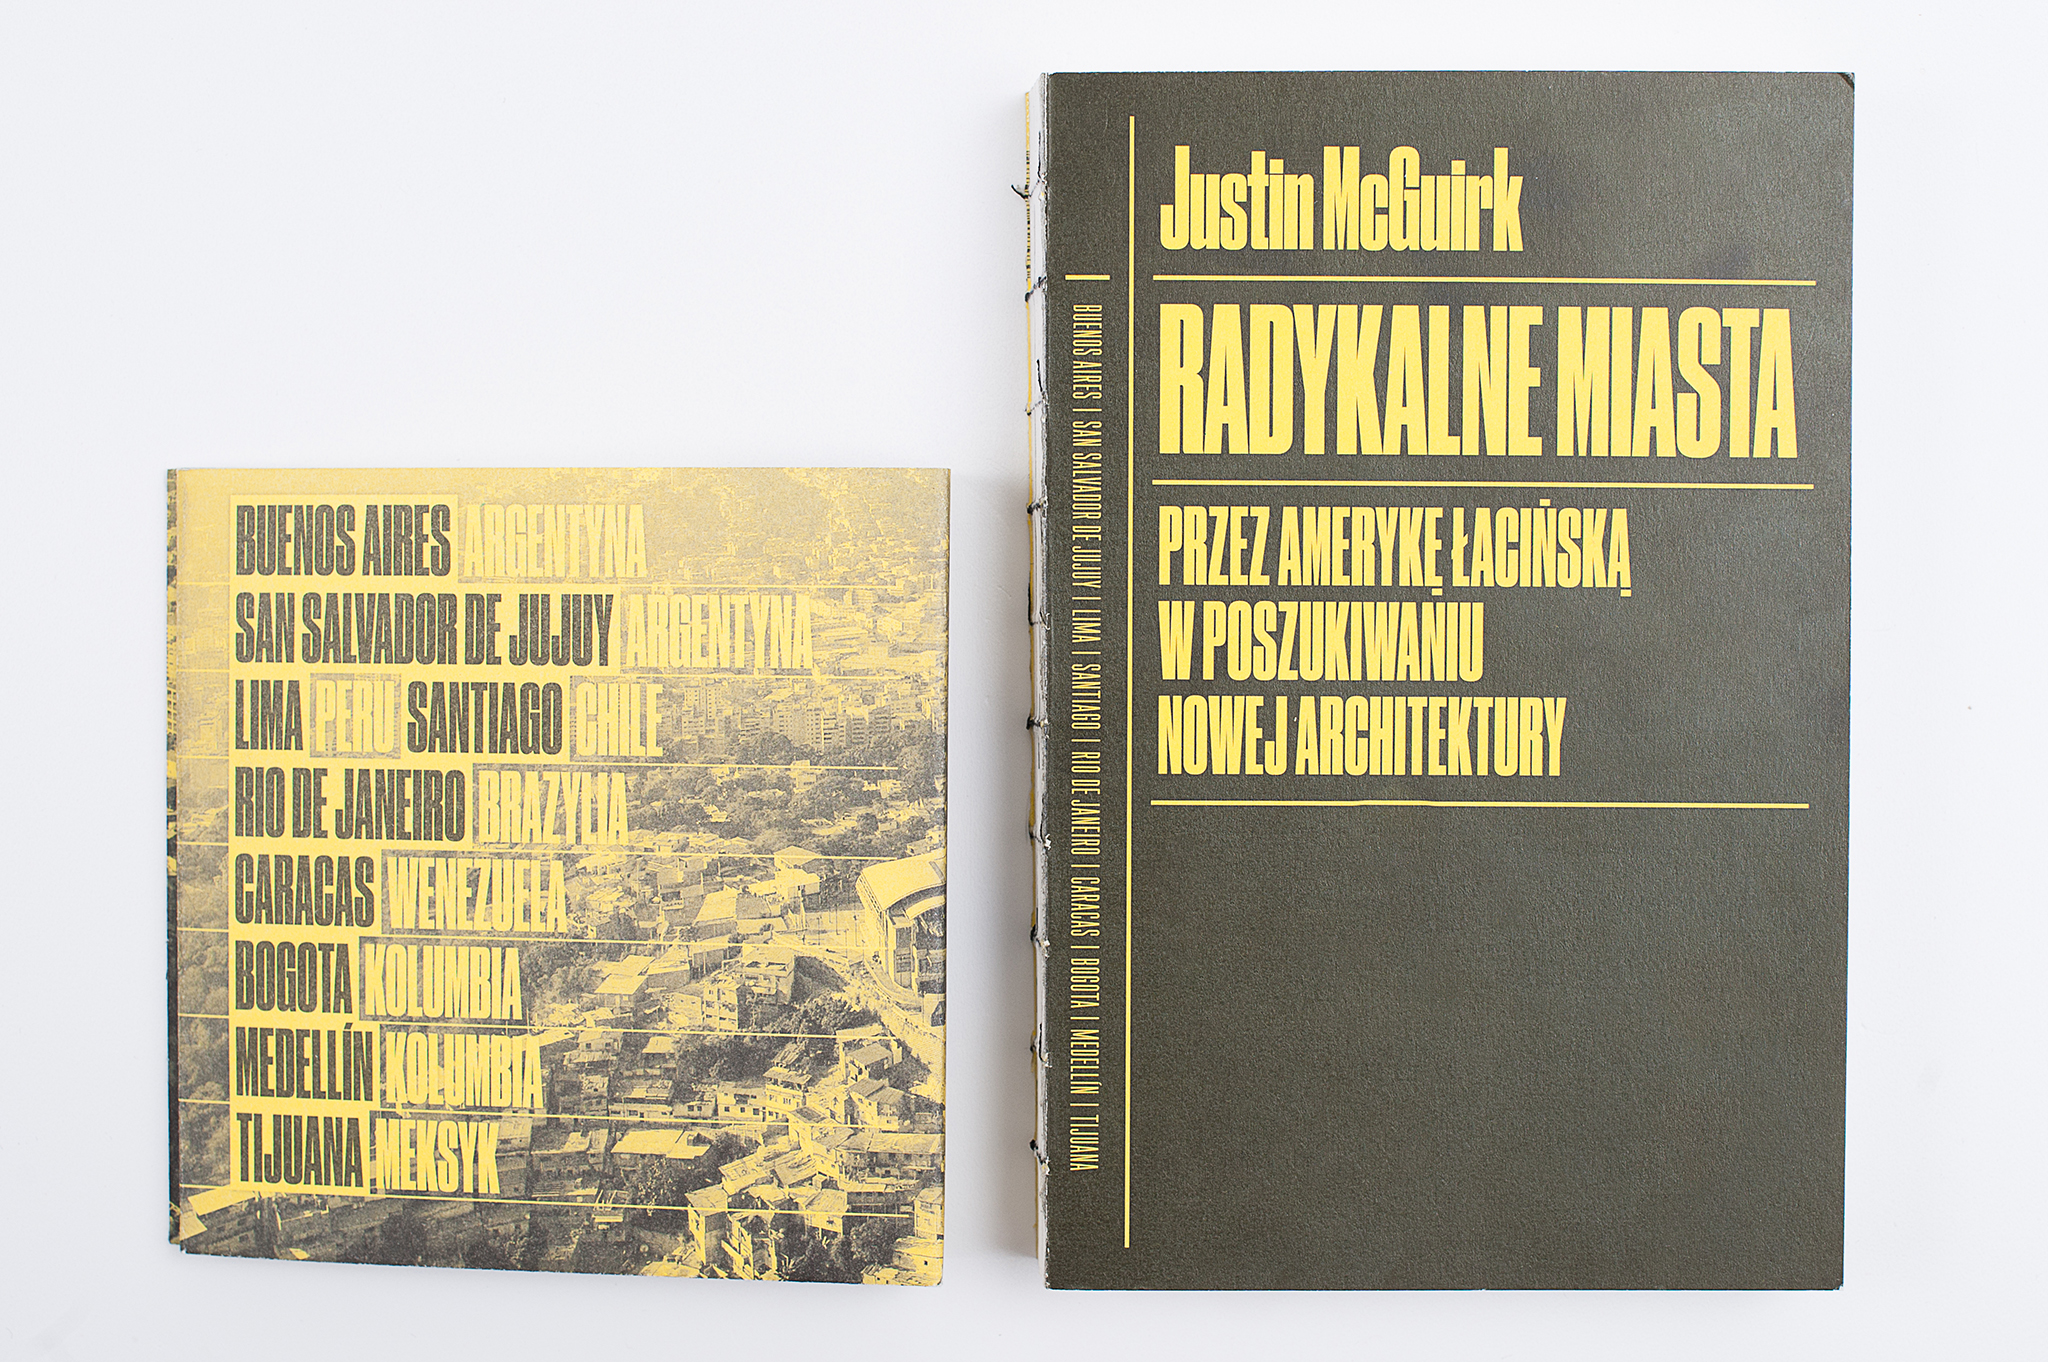 BUENOS AIRES ARGENTYNA
SAN SALVADOR DE JUJUY ARGENTYNA
LIMA PERU SANTIAGO CHILE
RIO DE JANEIRO BRAZYLIA
CARACAS WENEZUELA
BOGOTA KOLUMBIA
MEDELLÍN KOLUMBIA
TIJUANA MEKSYK
BUENOS AIRES | SAN SALVADOR DE JUJUY | LIMA | SANTIAGO | RIO DE JANEIRO | CARACAS | BOGOTA | MEDELLÍN | TIJUANA
Justin McGuirk
RADYKALNE MIASTA
PRZEZ AMERYKĘ ŁACIŃSKĄ
W POSZUKIWANIU
NOWEJ ARCHITEKTURY